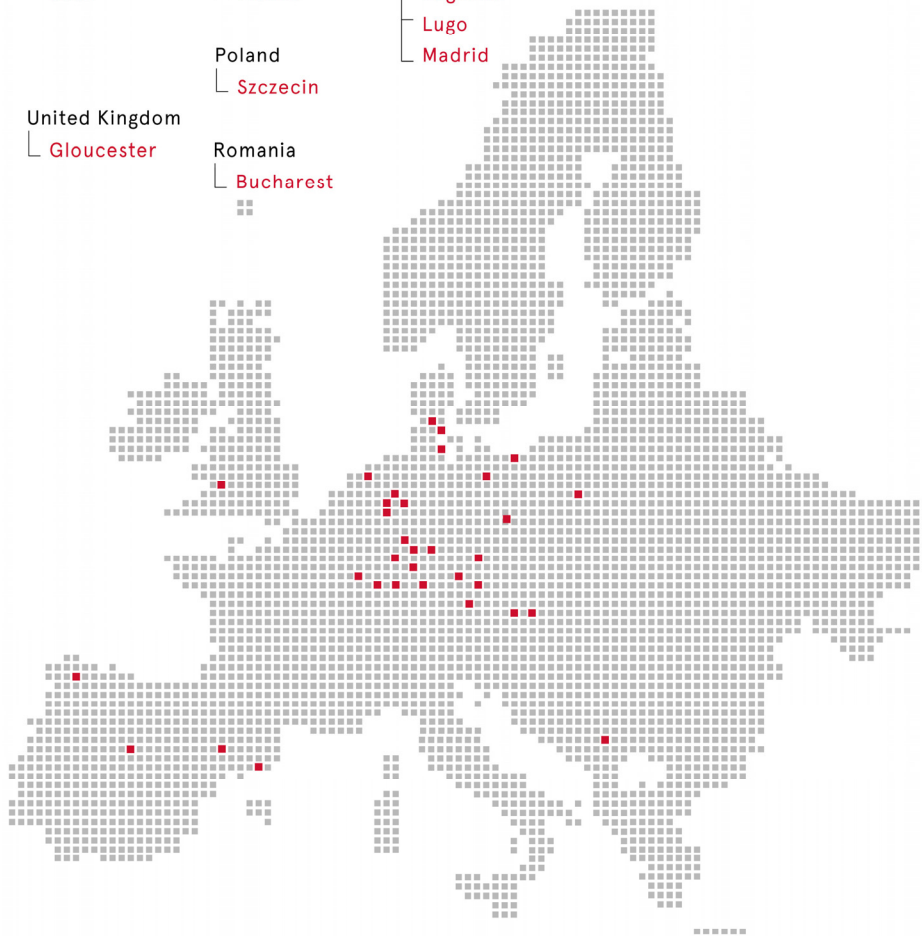 Lugo
Madrid
Poland
Szczecin
United Kingdom
Gloucester
Romania
Bucharest